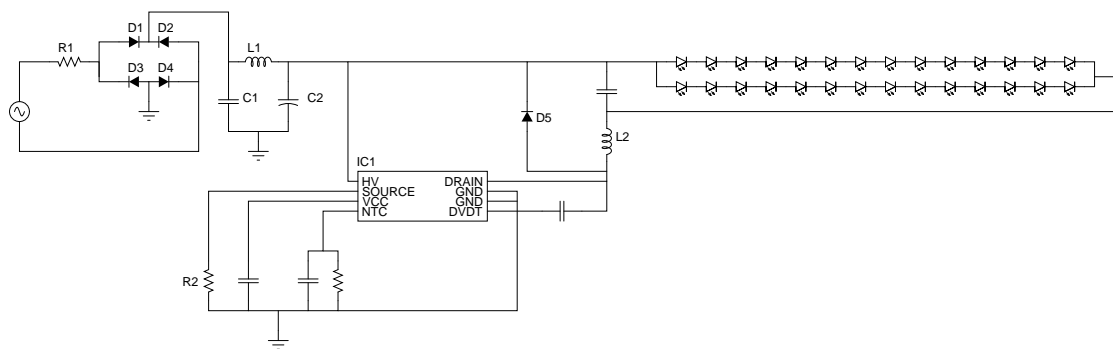 D1 D2
R1
D3 D4
L1
C1 C2
D5
L2
IC1
HV DRAIN
SOURCE GND
VCC GND
NTC DVDT
R2